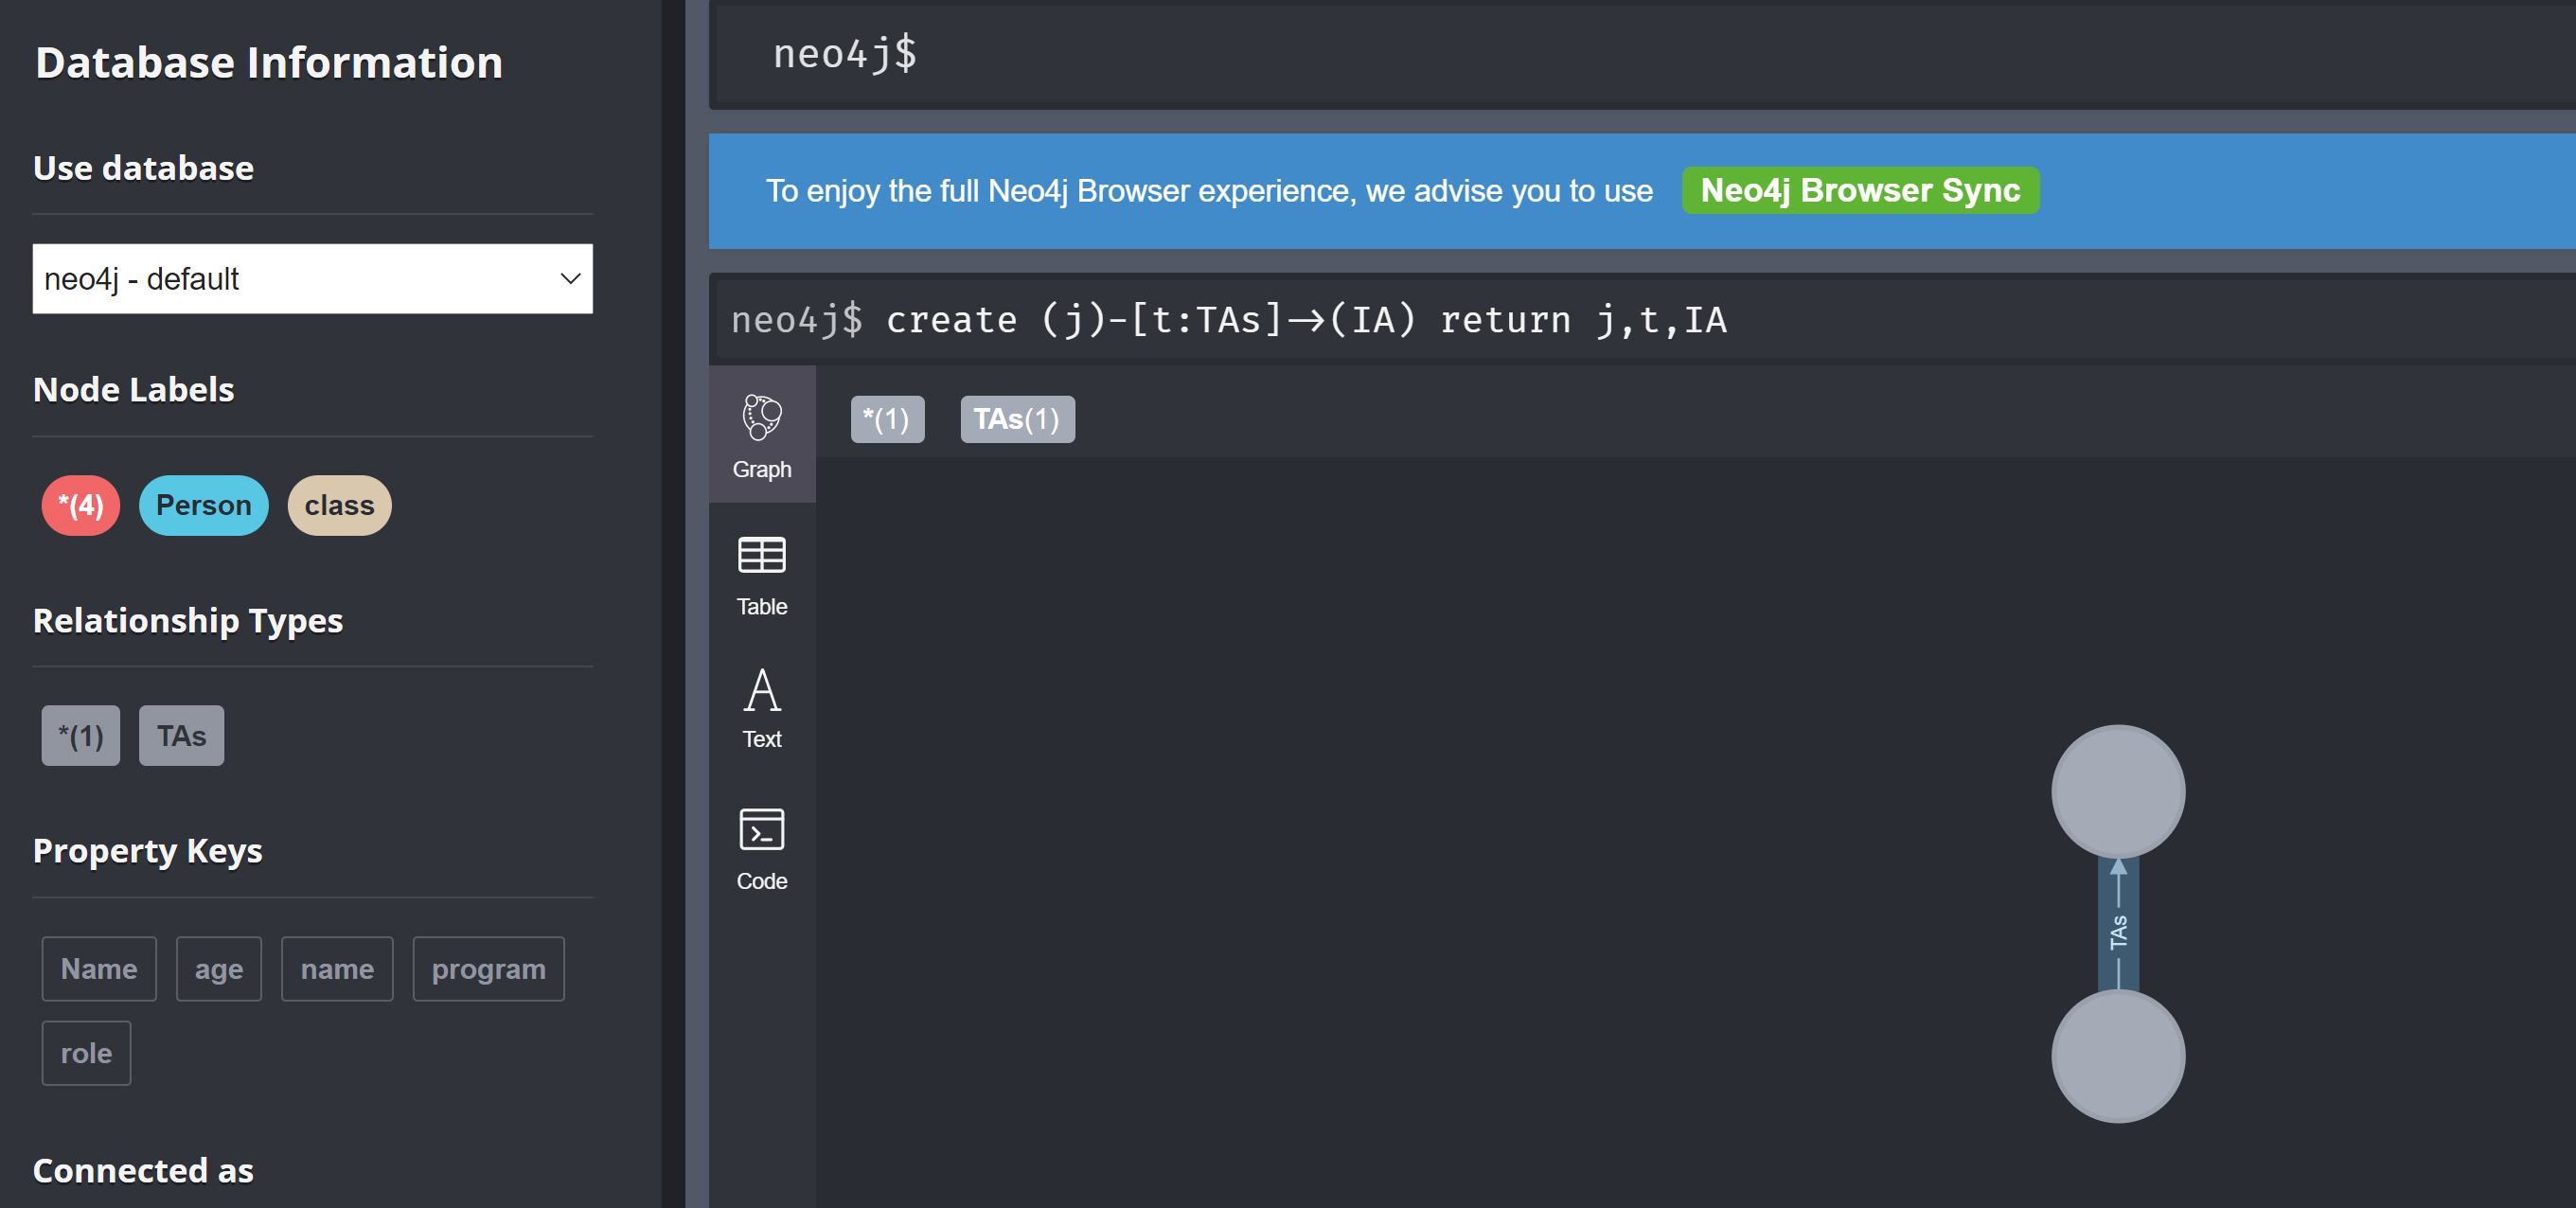 Database Information
Use database
neo4j - default
Node Labels
*(4) Person class
Relationship Types
*(1) TAs
Property Keys
Name age name program
role
Connected as
neo4j$
To enjoy the full Neo4j Browser experience, we advise you to use Neo4j Browser Sync
neo4j$ create (j)-[t:TAs]->(IA) return j,t,IA
*(1) TAs(1)
Graph
Table
Text
Code
TAs